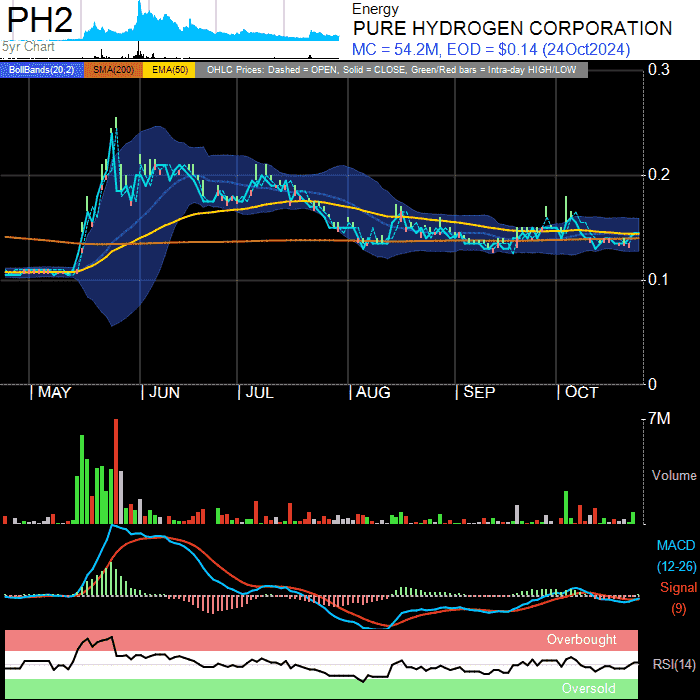 PH2
5yr Chart
Energy
PURE HYDROGEN CORPORATION
MC = 54.2M, EOD = $0.14 (24Oct2024)
BollBands(20,2) SMA(200) EMA(50) OHLC Prices: Dashed = OPEN, Solid = CLOSE, Green/Red bars = Intra-day HIGH/LOW
0.3
0.2
0.1
0
MAY JUN JUL AUG SEP OCT
7M
Volume
MACD
(12-26)
Signal
(9)
Overbought
RSI(14)
Oversold